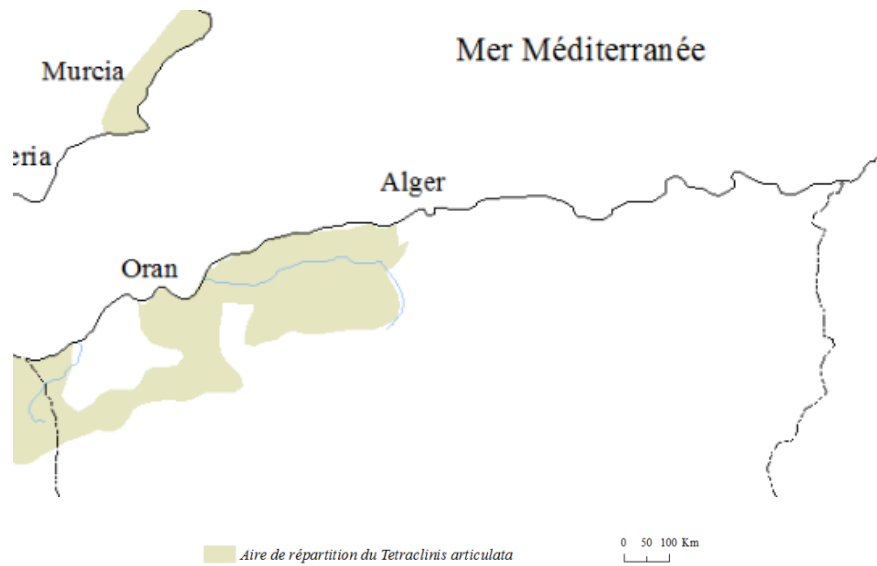 Mer Méditerranée
Murcia
eria
Alger
Oran
Aire de répartition du Tetraclinis articulata
0 50 100 Km